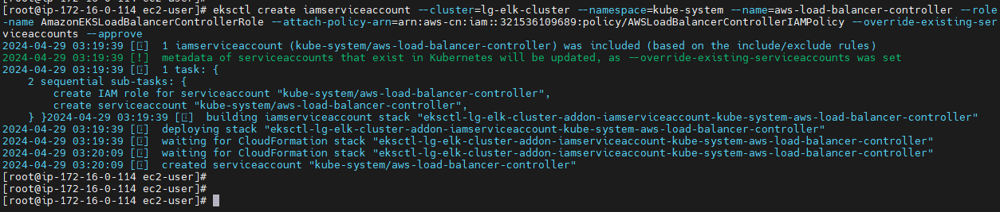 [root@ip-172-16-0-114 ec2-user]# eksctl create iamserviceaccount --cluster=lg-elk-cluster --namespace=kube-system --name=aws-load-balancer-controller --role
-name AmazonEKSLoadBalancerControllerRole --attach-policy-arn=arn:aws-cn:iam::321536109689:policy/AWSLoadBalancerControllerIAMPolicy --override-existing-ser
viceaccounts --approve
2024-04-29 03:19:39 [ℹ]  1 iamserviceaccount (kube-system/aws-load-balancer-controller) was included (based on the include/exclude rules)
2024-04-29 03:19:39 [!]  metadata of serviceaccounts that exist in Kubernetes will be updated, as --override-existing-serviceaccounts was set
2024-04-29 03:19:39 [ℹ]  1 task: {
    2 sequential sub-tasks: {
        create IAM role for serviceaccount "kube-system/aws-load-balancer-controller",
        create serviceaccount "kube-system/aws-load-balancer-controller",
    } }2024-04-29 03:19:39 [ℹ]  building iamserviceaccount stack "eksctl-lg-elk-cluster-addon-iamserviceaccount-kube-system-aws-load-balancer-controller"
2024-04-29 03:19:39 [ℹ]  deploying stack "eksctl-lg-elk-cluster-addon-iamserviceaccount-kube-system-aws-load-balancer-controller"
2024-04-29 03:19:39 [ℹ]  waiting for CloudFormation stack "eksctl-lg-elk-cluster-addon-iamserviceaccount-kube-system-aws-load-balancer-controller"
2024-04-29 03:20:09 [ℹ]  waiting for CloudFormation stack "eksctl-lg-elk-cluster-addon-iamserviceaccount-kube-system-aws-load-balancer-controller"
2024-04-29 03:20:09 [ℹ]  created serviceaccount "kube-system/aws-load-balancer-controller"
[root@ip-172-16-0-114 ec2-user]#
[root@ip-172-16-0-114 ec2-user]#
[root@ip-172-16-0-114 ec2-user]#